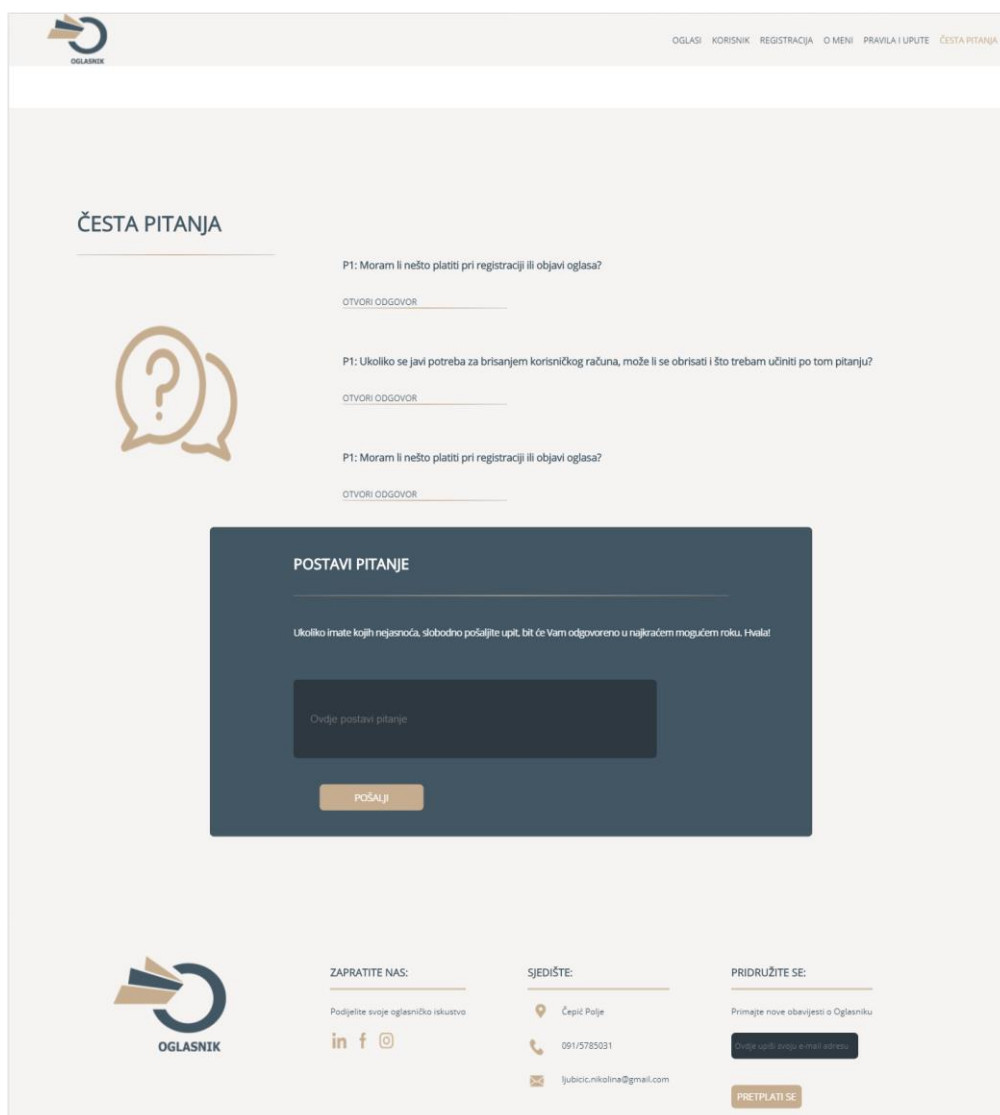 OGLASNIK
OGLASI KORISNIK REGISTRACIJA O MENI PRAVILA I UPUTE ČESTA PITANJA
ČESTA PITANJA
P1: Moram li nešto platiti pri registraciji ili objavi oglasa?
OTVORI ODGOVOR
P1: Ukoliko se javi potreba za brisanjem korisničkog računa, može li se obrisati i što trebam učiniti po tom pitanju?
OTVORI ODGOVOR
P1: Moram li nešto platiti pri registraciji ili objavi oglasa?
OTVORI ODGOVOR
POSTAVI PITANJE
Ukoliko imate kojih nejasnoća, slobodno pošaljite upit, bit će Vam odgovoreno u najkraćem mogućem roku. Hvala!
Ovdje postavi pitanje
POŠALJI
OGLASNIK
ZAPRATITE NAS:
Podijelite svoje oglasničko iskustvo
in f
SJEDIŠTE:
Čepić Polje
091/5785031
ljubicic.nikolina@gmail.com
PRIDRUŽITE SE:
Primajte nove obavijesti o Oglasniku
Ovdje upiši svoju e-mail adresu
PRETPLATI SE